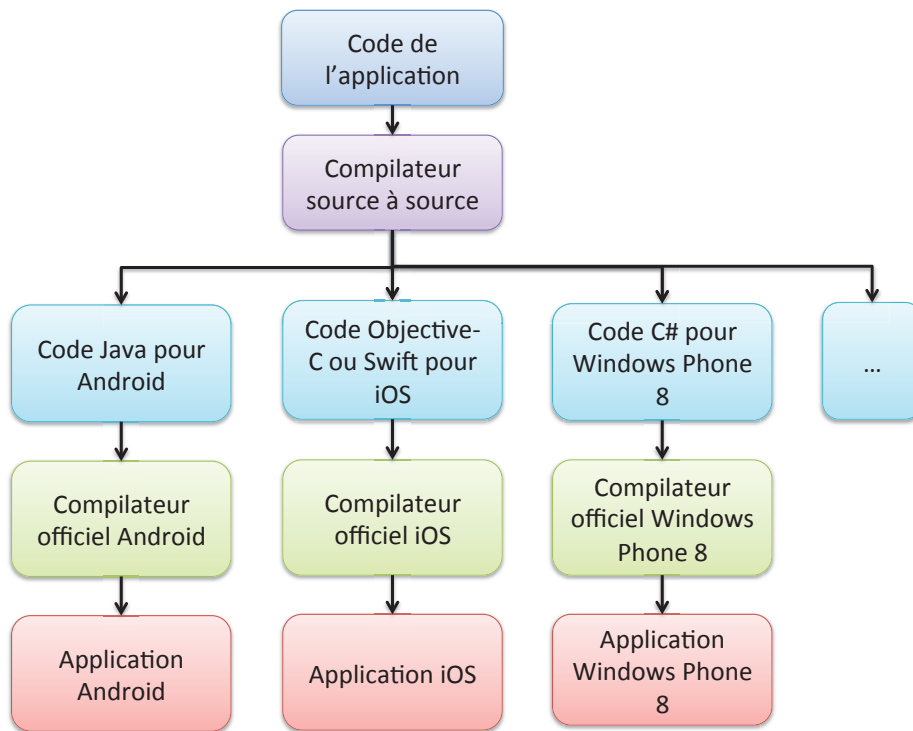 Code de
l’application
Compilateur
source à source
Code Java pour
Android
Code Objective-
C ou Swift pour
iOS
Code C# pour
Windows Phone
8
...
Compilateur
officiel Android
Compilateur
officiel iOS
Compilateur
officiel Windows
Phone 8
Application
Android
Application iOS
Application
Windows Phone
8